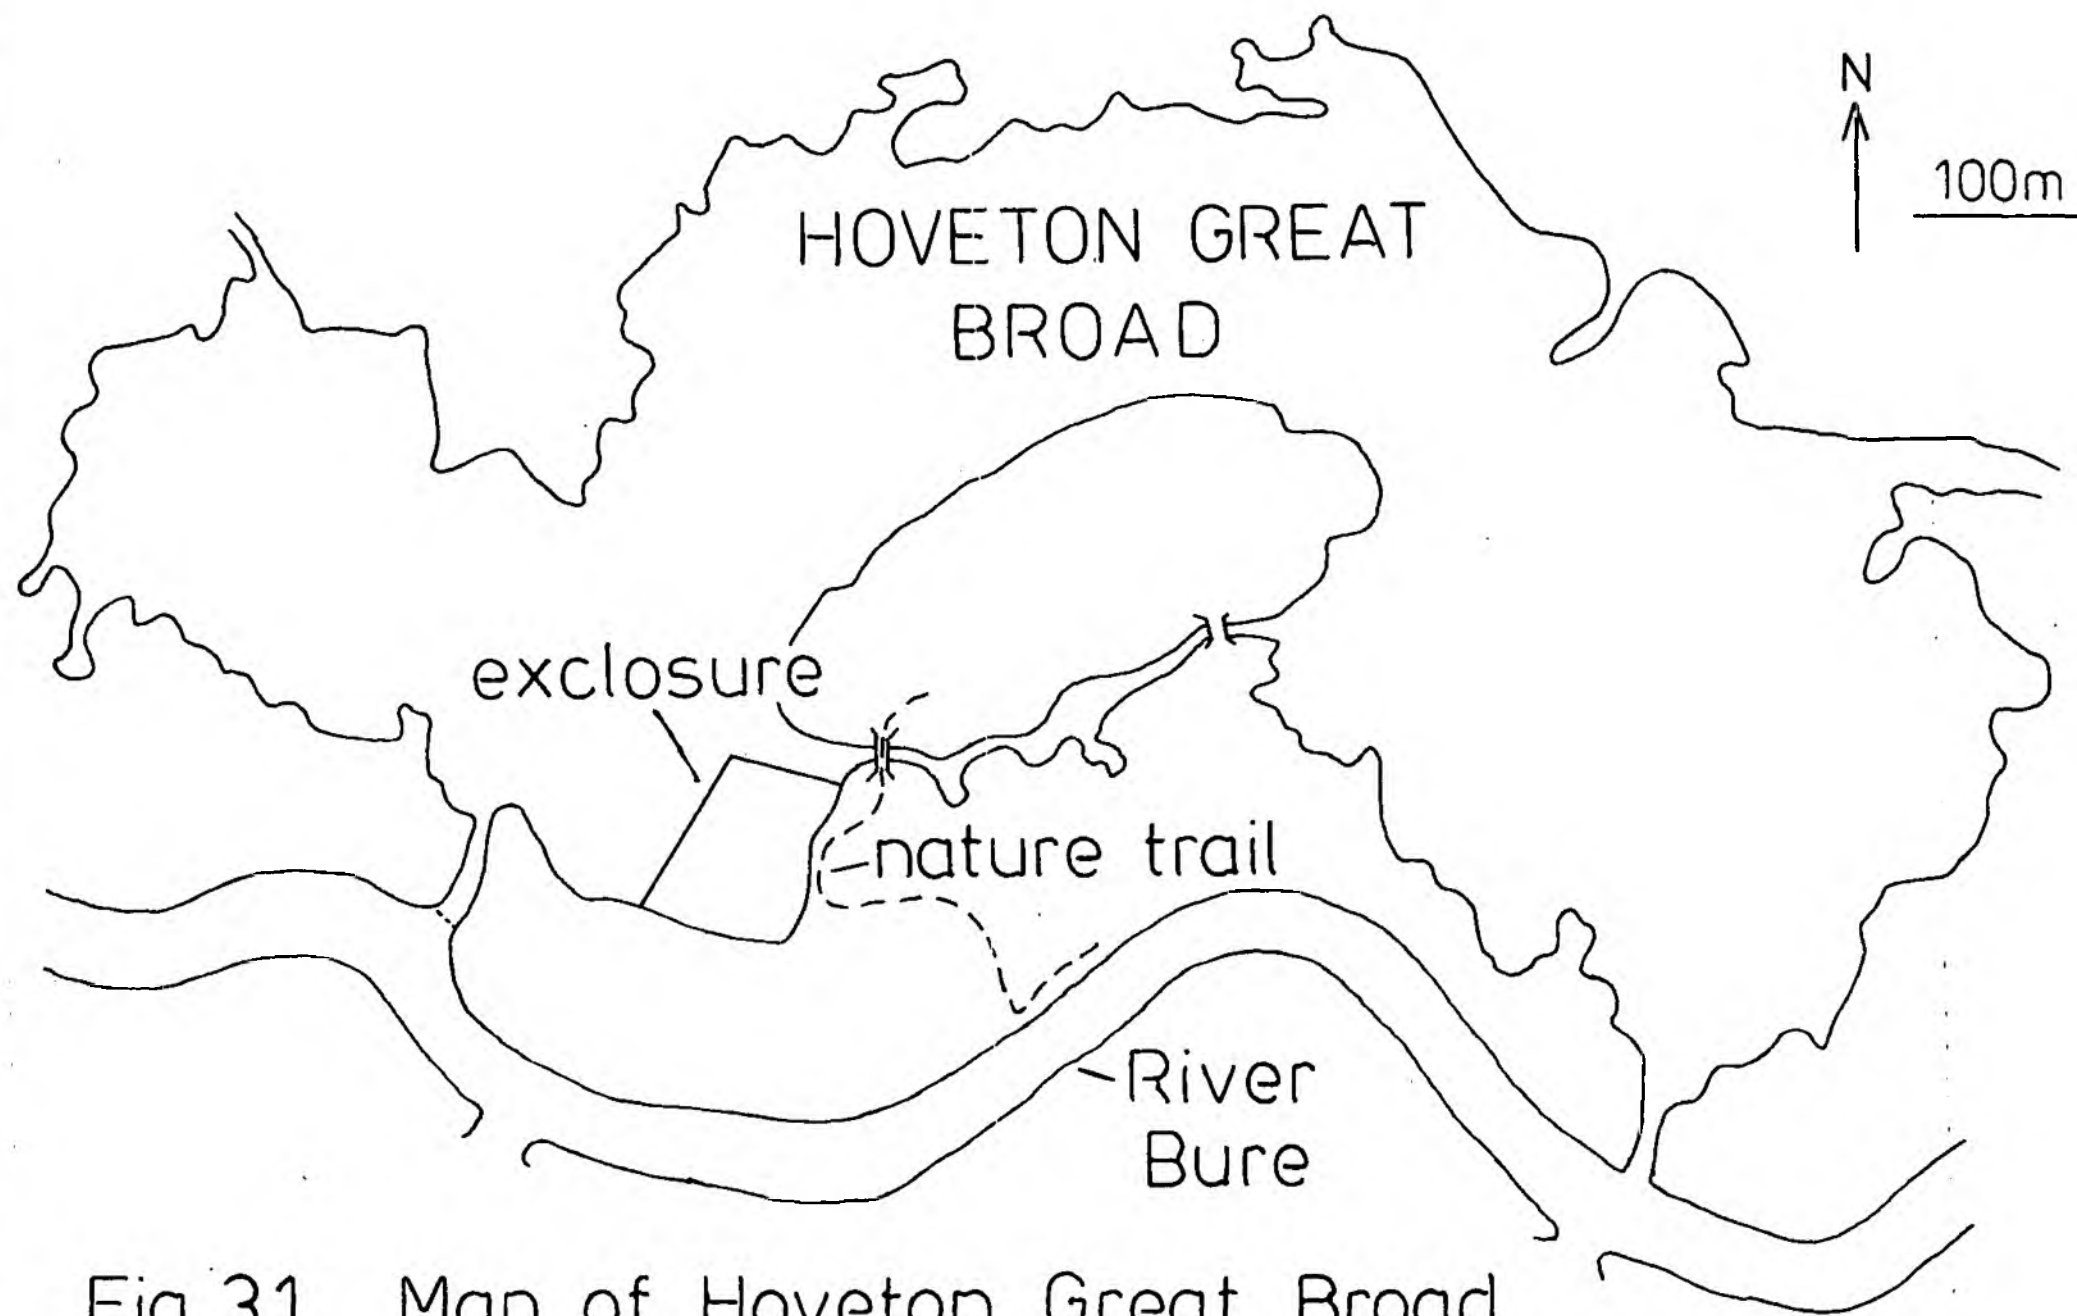 N
100m
HOVETON GREAT
BROAD
exclosure
nature trail
River
Bure
Fig.31 Map of Hoveton Great Broad